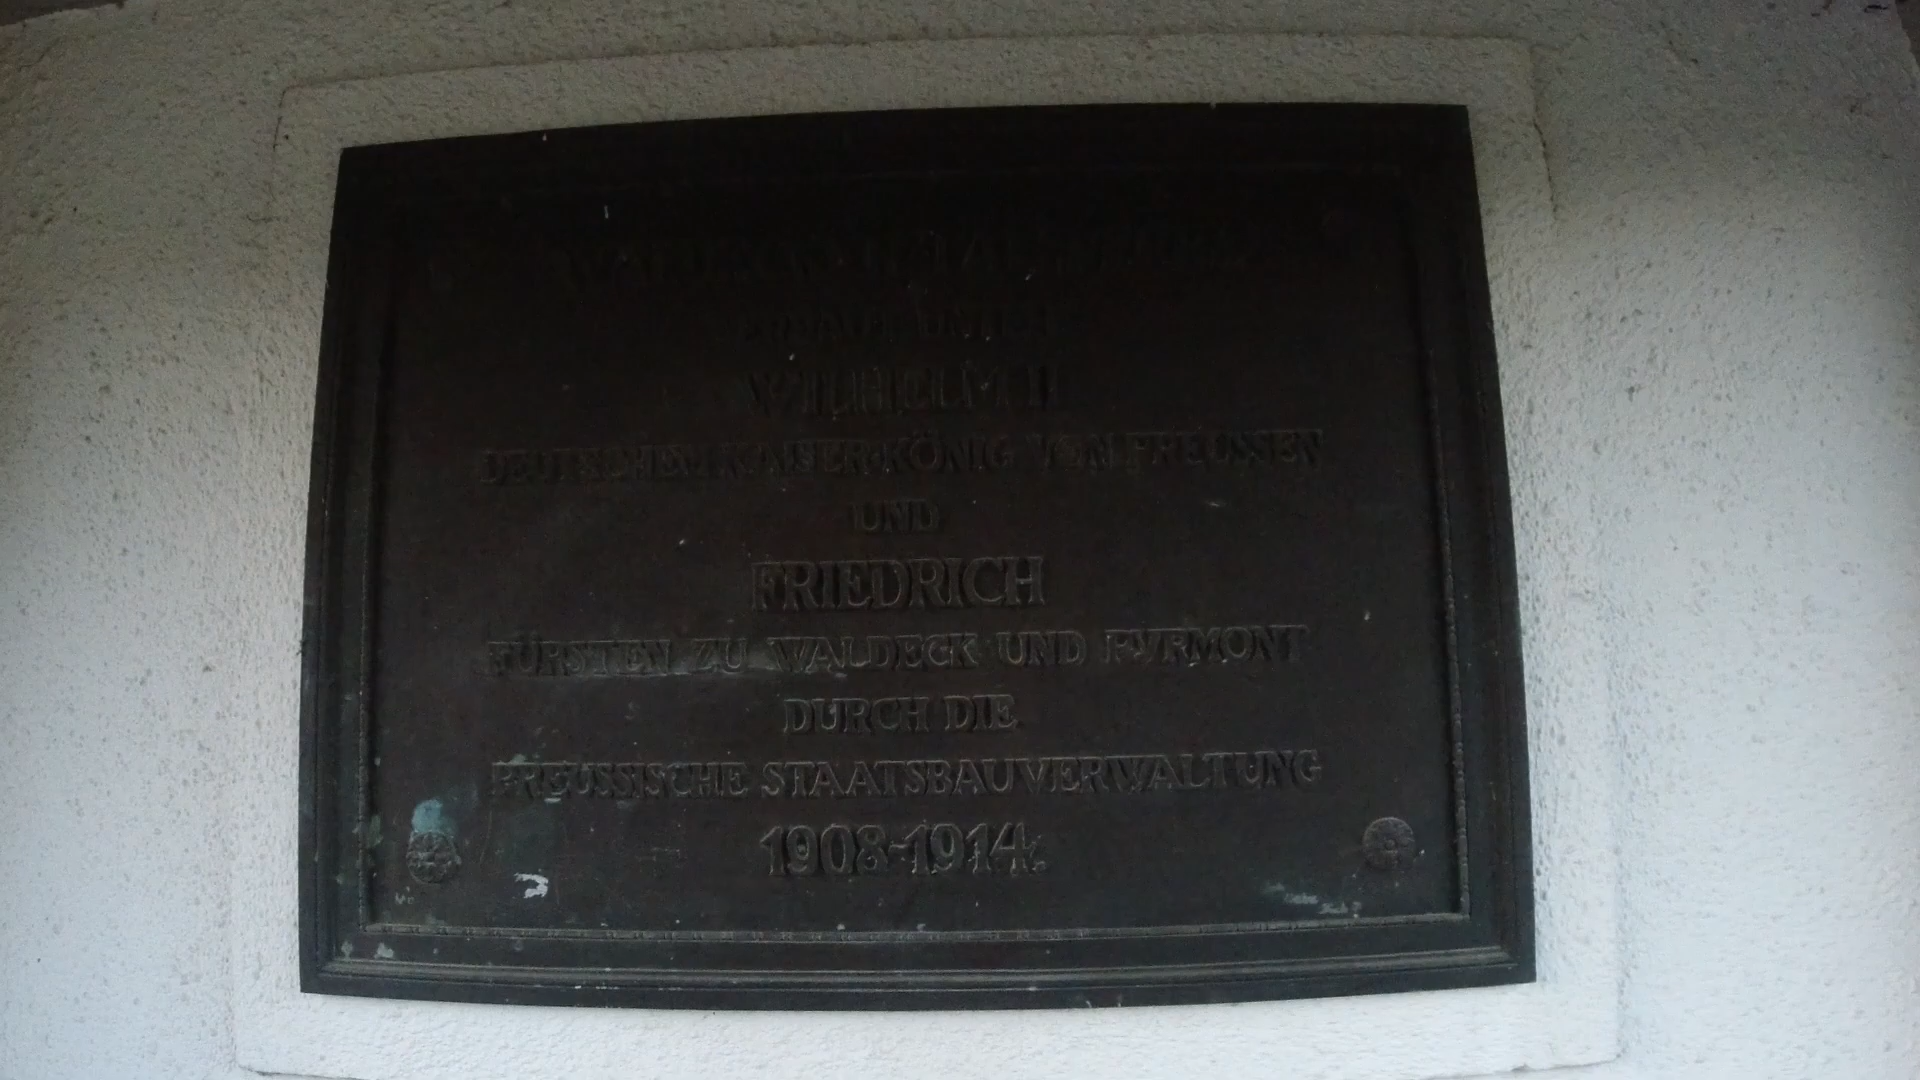 WILHELM II
DEUTSCHEM KAISER·KÖNIG VON PREUSSEN
UND
FRIEDRICH
FÜRSTEN ZU WALDECK UND PYRMONT
DURCH DIE
PREUSSISCHE STAATSBAUVERWALTUNG
1908-1914